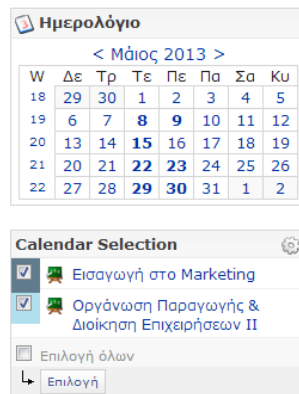 Ημερολόγιο
< Μάιος 2013 >
W Δε Τρ Τε Πε Πα Σα Κυ
18 29 30 1 2 3 4 5
19 6 7 8 9 10 11 12
20 13 14 15 16 17 18 19
21 20 21 22 23 24 25 26
22 27 28 29 30 31 1 2
Calendar Selection
Εισαγωγή στο Marketing
Οργάνωση Παραγωγής &
Διοίκηση Επιχειρήσεων ΙΙ
Επιλογή όλων
Επιλογή